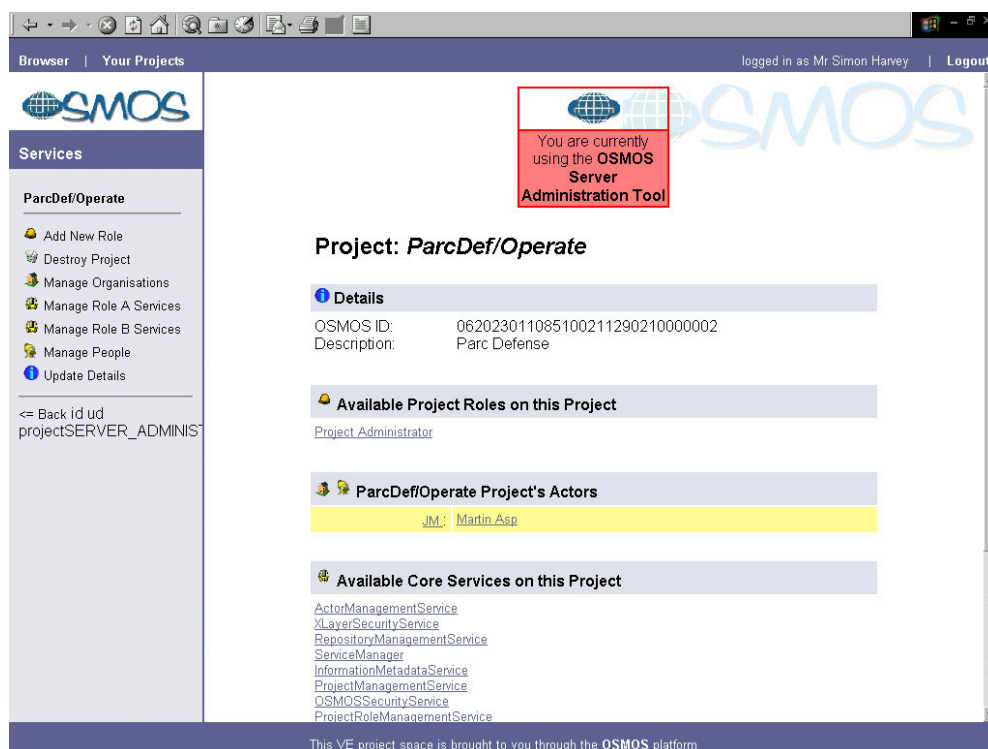 Browser | Your Projects
logged in as Mr Simon Harvey | Logout
OSMOS
OSMOS
You are currently
using the OSMOS
Server
Administration Tool
Services
ParcDef/Operate
Add New Role
Destroy Project
Manage Organisations
Manage Role A Services
Manage Role B Services
Manage People
Update Details
<= Back id ud
projectSERVER_ADMINIST
Project: ParcDef/Operate
Details
OSMOS ID: 06202301108510021129021000002
Description: Parc Defense
Available Project Roles on this Project
Project Administrator
ParcDef/Operate Project's Actors
JM : Martin Asp
Available Core Services on this Project
ActorManagementService
XLayerSecurityService
RepositoryManagementService
ServiceManager
InformationMetadataService
ProjectManagementService
OSMOSSecurityService
ProjectRoleManagementService
This VE project space is brought to you through the OSMOS platform